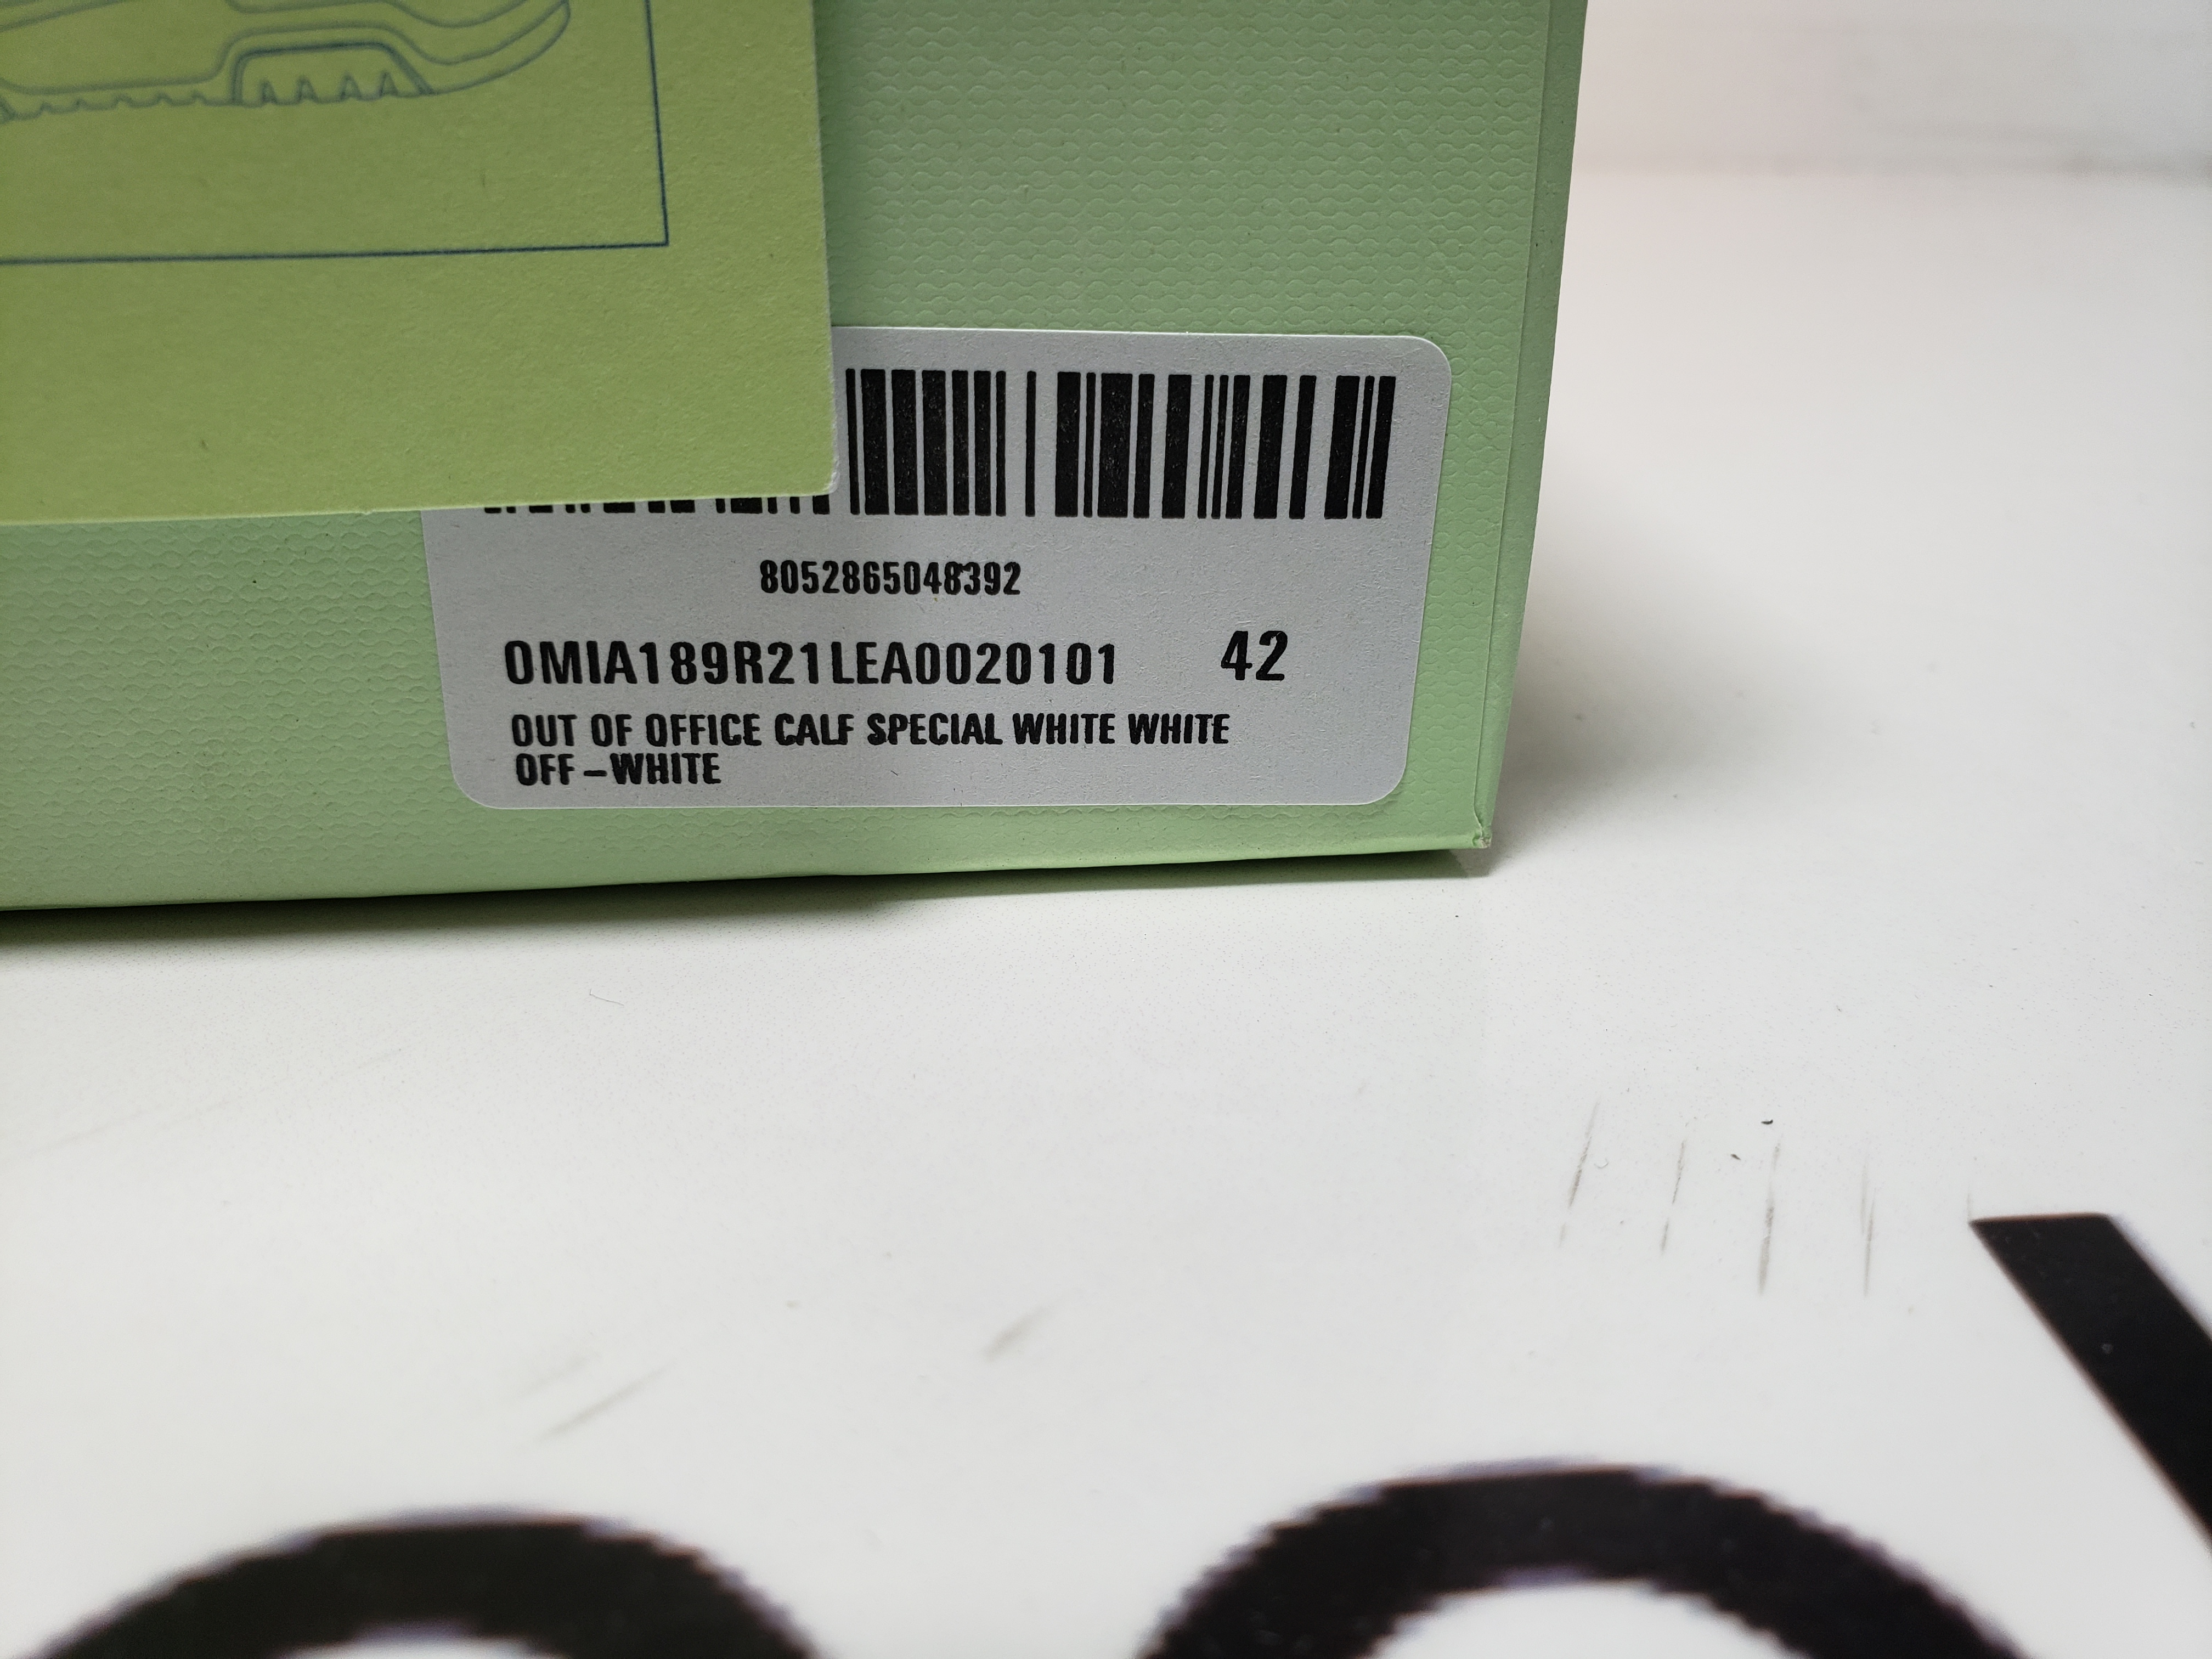 8052865048392
OMIA189R21LEA0020101 42
OUT OF OFFICE CALF SPECIAL WHITE WHITE
OFF-WHITE